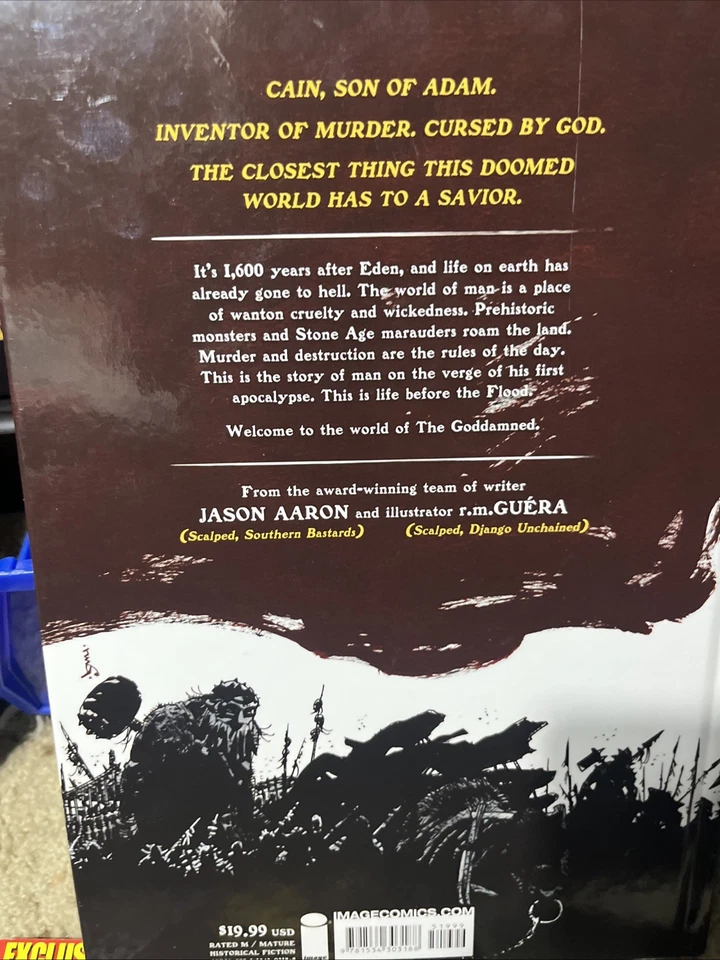 CAIN, SON OF ADAM.
INVENTOR OF MURDER. CURSED BY GOD.
THE CLOSEST THING THIS DOOMED
WORLD HAS TO A SAVIOR.
It's 1,600 years after Eden, and life on earth has
already gone to hell. The world of man is a place
of wanton cruelty and wickedness. Prehistoric
monsters and Stone Age marauders roam the land.
Murder and destruction are the rules of the day.
This is the story of man on the verge of his first
apocalypse. This is life before the Flood.
Welcome to the world of The Goddamned.
From the award-winning team of writer
JASON AARON and illustrator r.m.GUÉRA
(Scalped, Southern Bastards) (Scalped, Django Unchained)
$19.99 USD
RATED M / MATURE
HISTORICAL FICTION
IMAGECOMICS.COM
51999